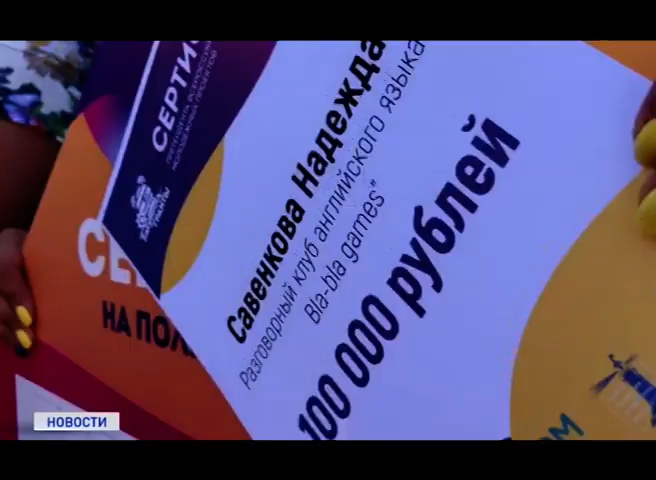 СЕРТИ
Савенкова Надежда
Разговорный клуб английского языка
Bla-bla games"
100 000 рублей
НА ПОЛ
НОВОСТИ